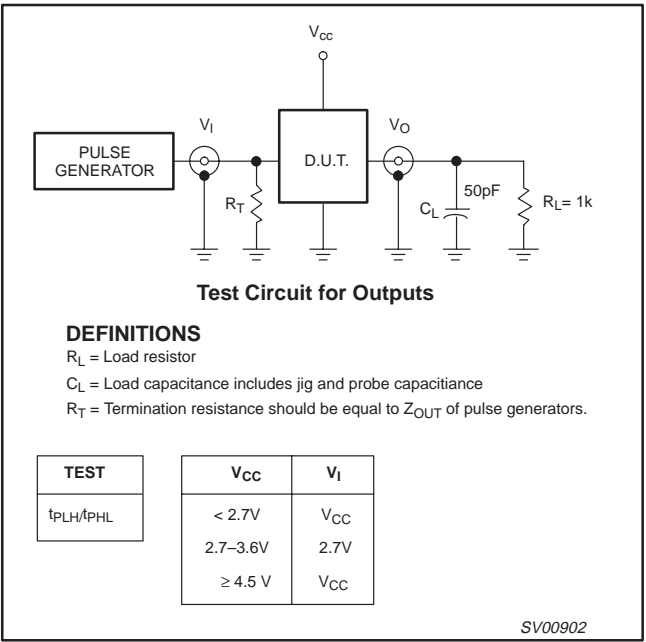 Vcc
VI
VO
PULSE
GENERATOR
D.U.T.
RT
50pF
CL
RL= 1k
Test Circuit for Outputs
DEFINITIONS
RL = Load resistor
CL = Load capacitance includes jig and probe capacitiance
RT = Termination resistance should be equal to ZOUT of pulse generators.
TEST
tPLH/tPHL
VCC VI
< 2.7V VCC
2.7–3.6V 2.7V
≥ 4.5 V VCC
SV00902